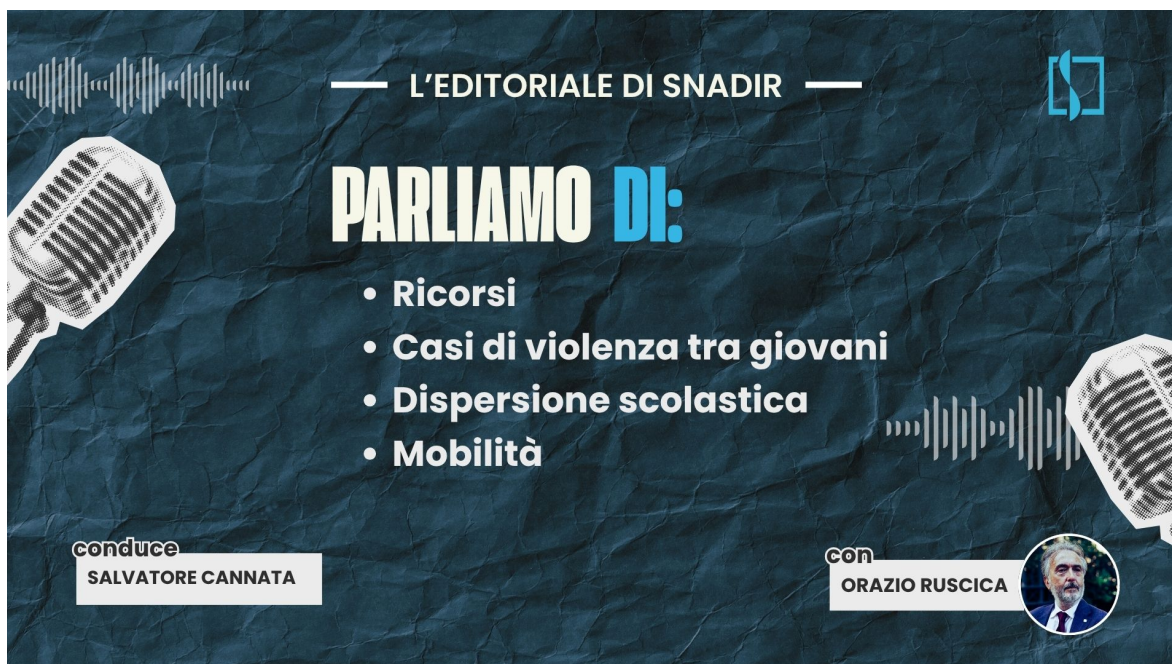 L’EDITORIALE DI SNADIR
PARLIAMO DI:
• Ricorsi
• Casi di violenza tra giovani
• Dispersione scolastica
• Mobilità
conduce
SALVATORE CANNATA
con
ORAZIO RUSCICA